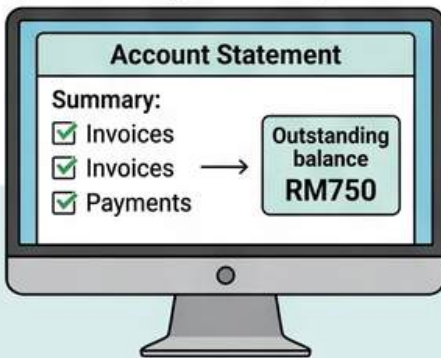 Account Statement
Summary:
Invoices
Invoices
Payments
Outstanding
balance
RM750